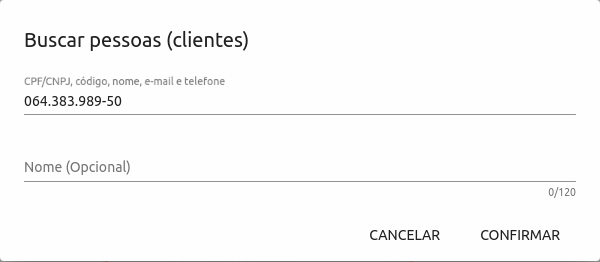 Buscar pessoas (clientes)
CPF/CNPJ, código, nome, e-mail e telefone
064.383.989-50
Nome (Opcional)
0/120
CANCELAR CONFIRMAR